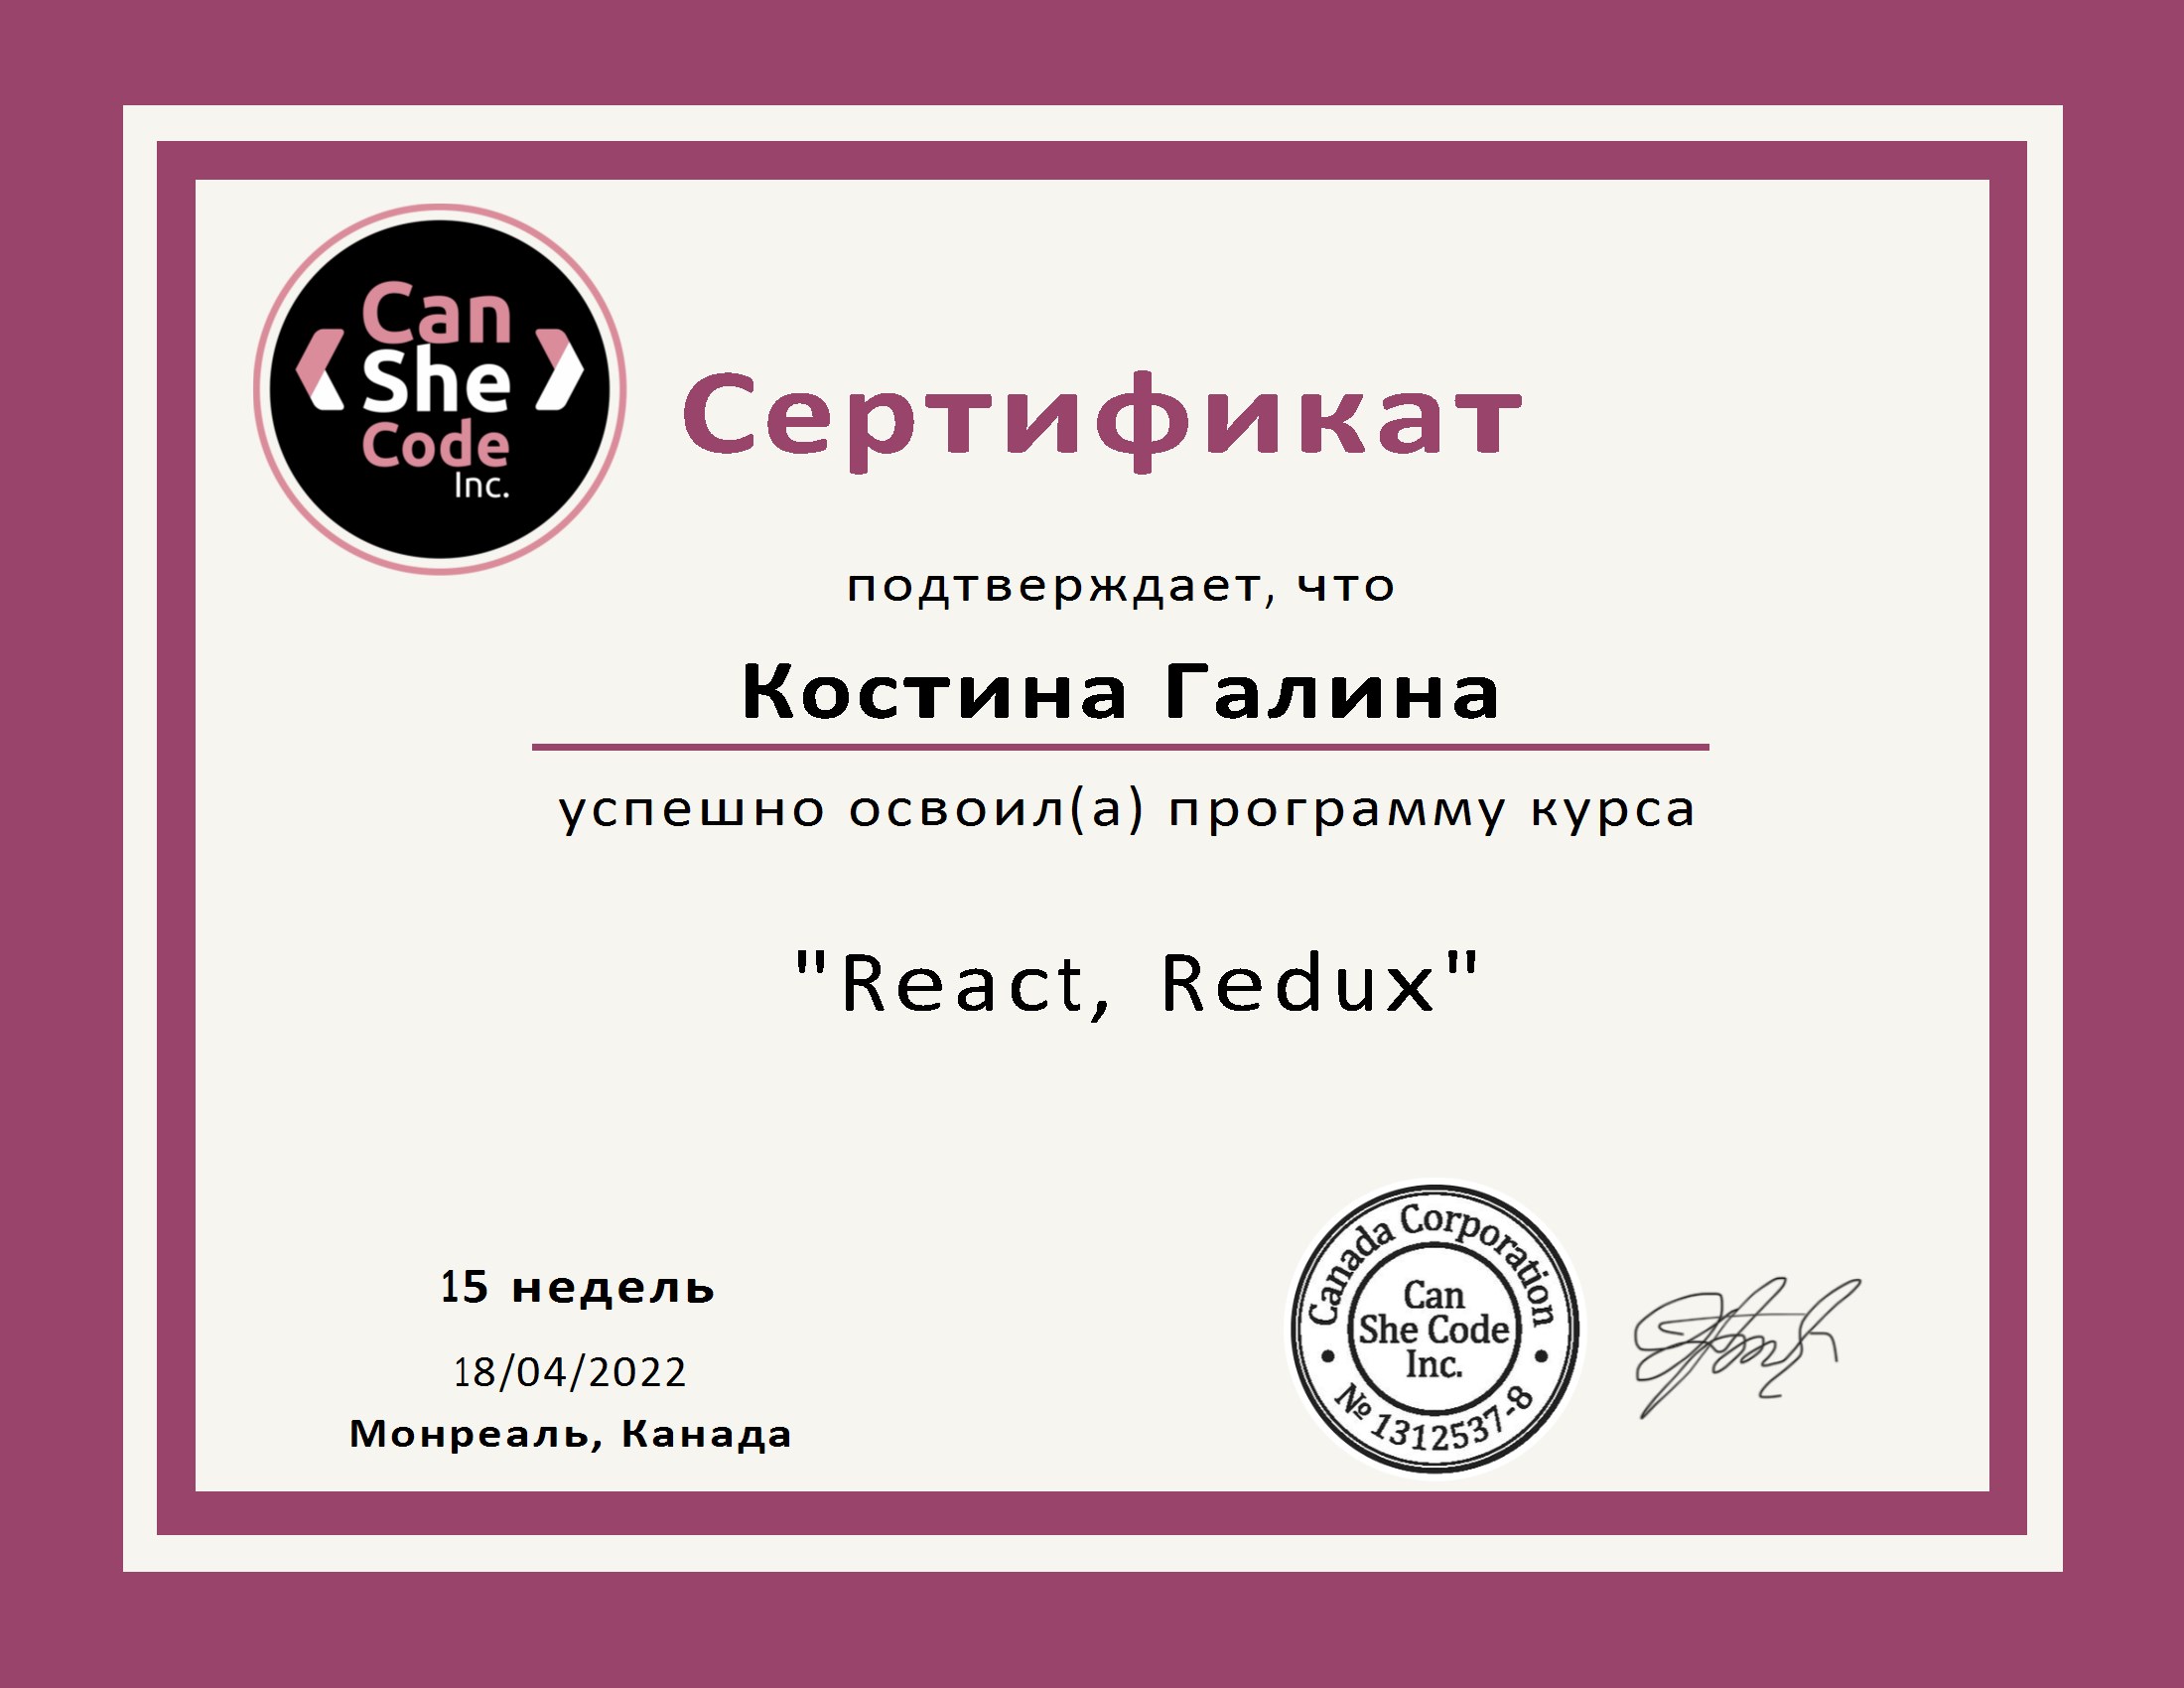 Can
She
Code
Inc.
Сертификат
подтверждает, что
Костина Галина
успешно освоил(а) программу курса
"React, Redux"
15 недель
18/04/2022
Монреаль, Канада
Canada Corporation
Can
She Code
Inc.
№ 1312537-8